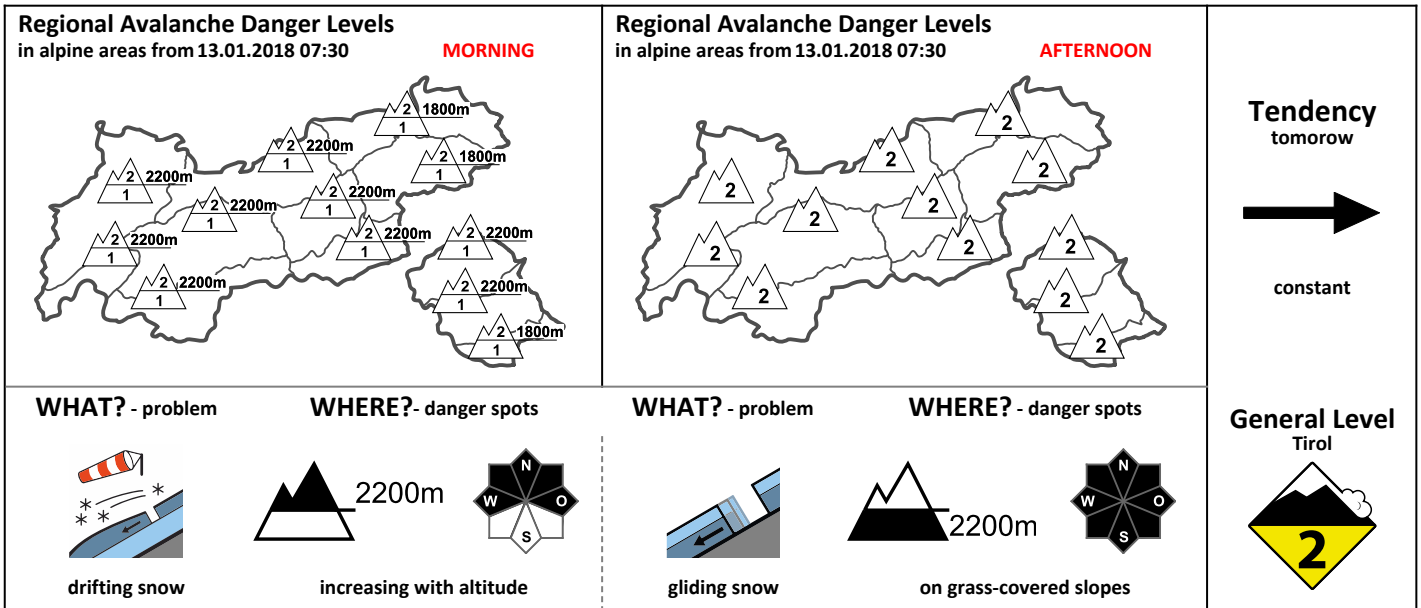 Regional Avalanche Danger Levels
in alpine areas from 13.01.2018 07:30 MORNING
2 1800m
1
2 2200m
1
2 1800m
1
2 2200m
1
2 2200m
1
2 2200m
1
2 2200m
1
2 2200m
1
2 2200m
1
2 2200m
1
2 2200m
1
2 1800m
1
Regional Avalanche Danger Levels
in alpine areas from 13.01.2018 07:30 AFTERNOON
2
2
2
2
2
2
2
2
2
2
2
2
Tendency
tomorow
constant
WHAT? - problem
WHERE? - danger spots
2200m
N
W O
S
drifting snow
increasing with altitude
WHAT? - problem
WHERE? - danger spots
2200m
N
W O
S
gliding snow
on grass-covered slopes
General Level
Tirol
2